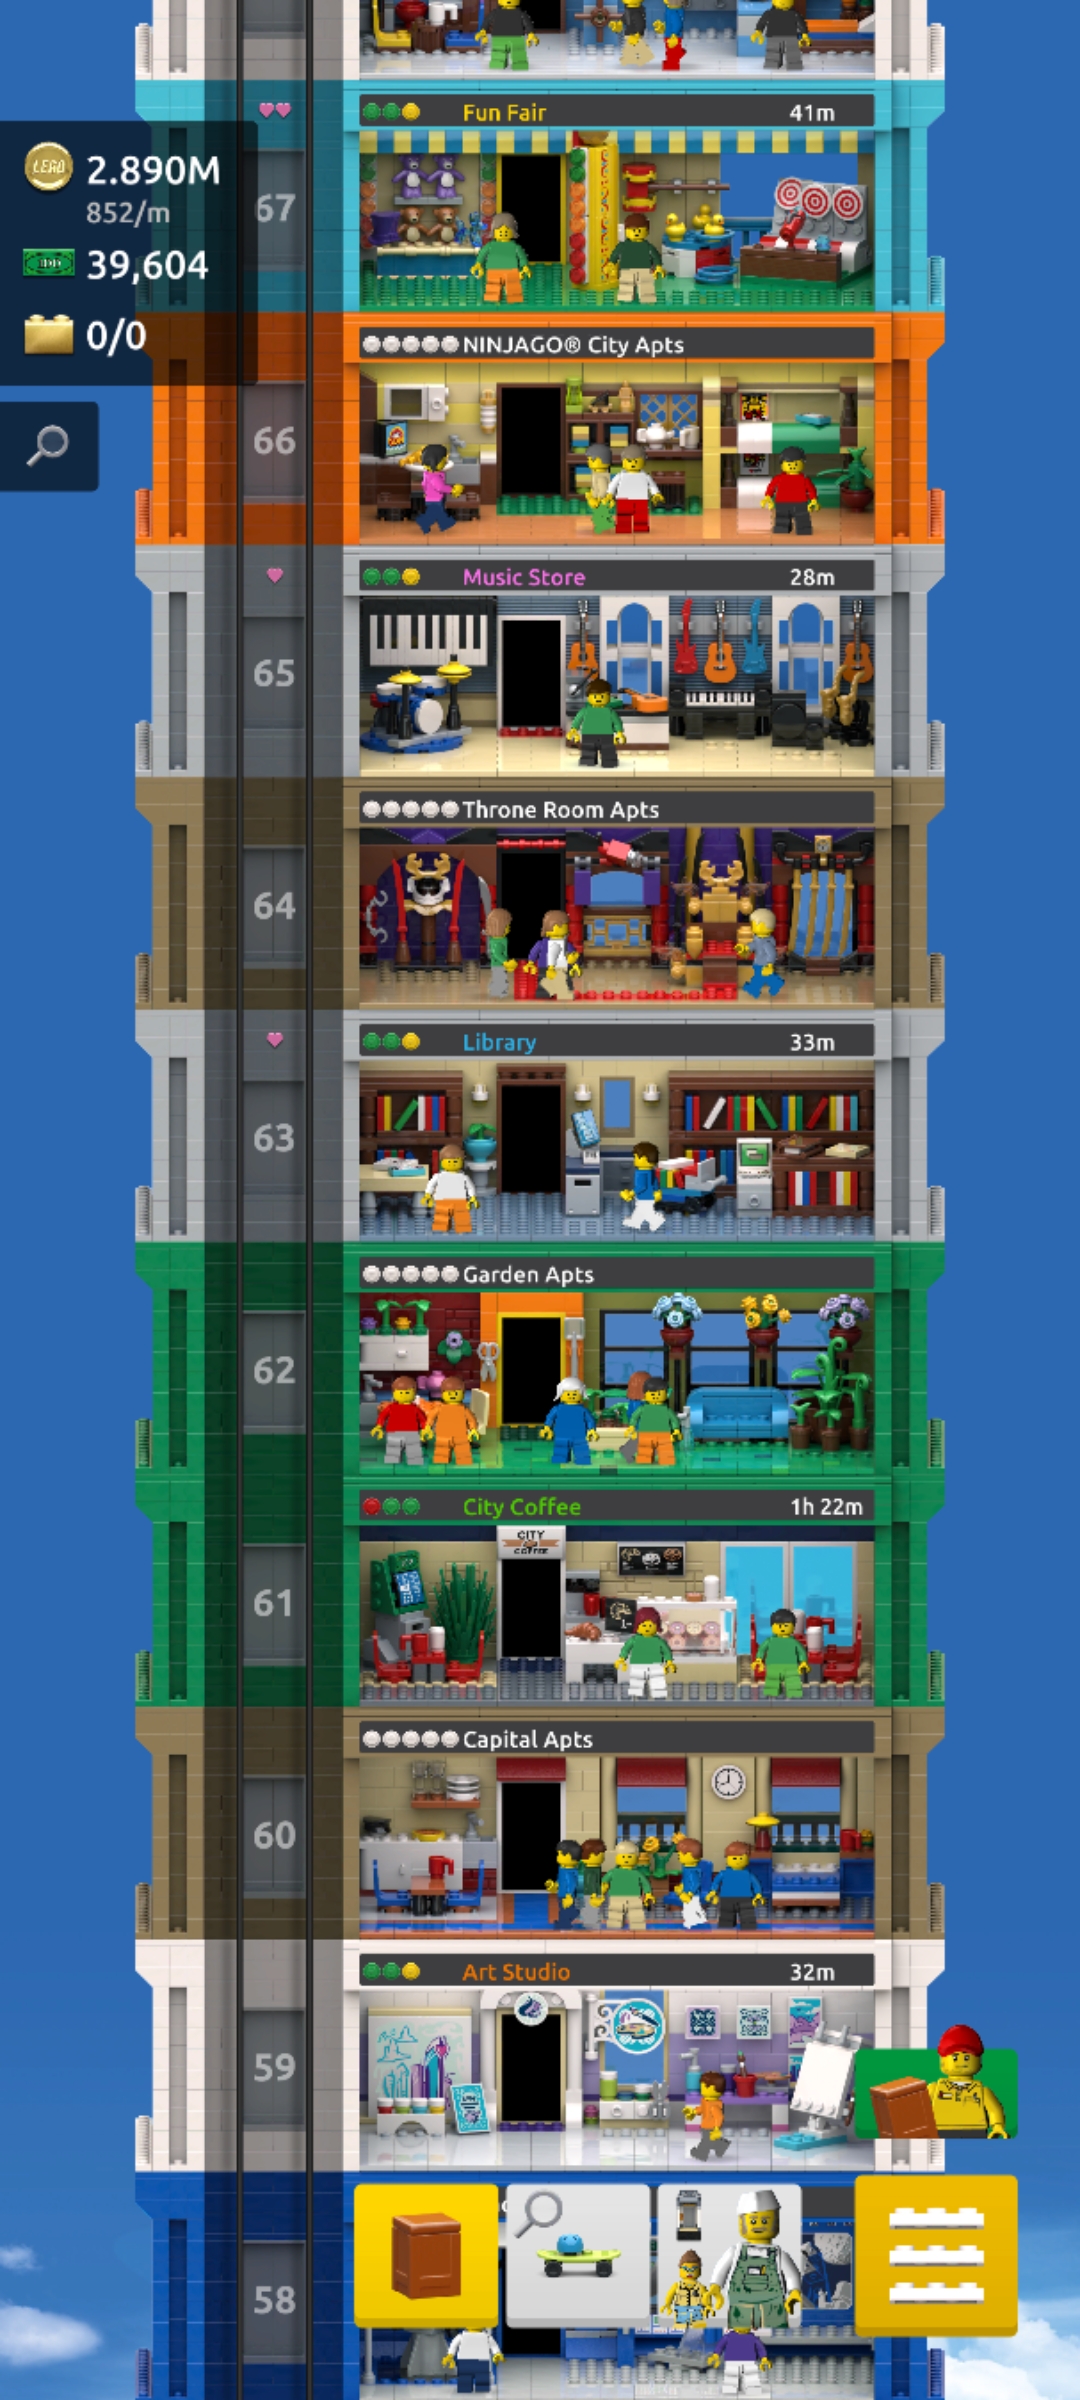 Fun Fair 41m
LEGO 2.890M
852/m
67
39,604
0/0
NINJAGO® City Apts
66
Music Store 28m
65
Throne Room Apts
64
Library 33m
63
Garden Apts
62
City Coffee 1h 22m
CITY
COFFEE
61
Capital Apts
60
Art Studio 32m
59
58